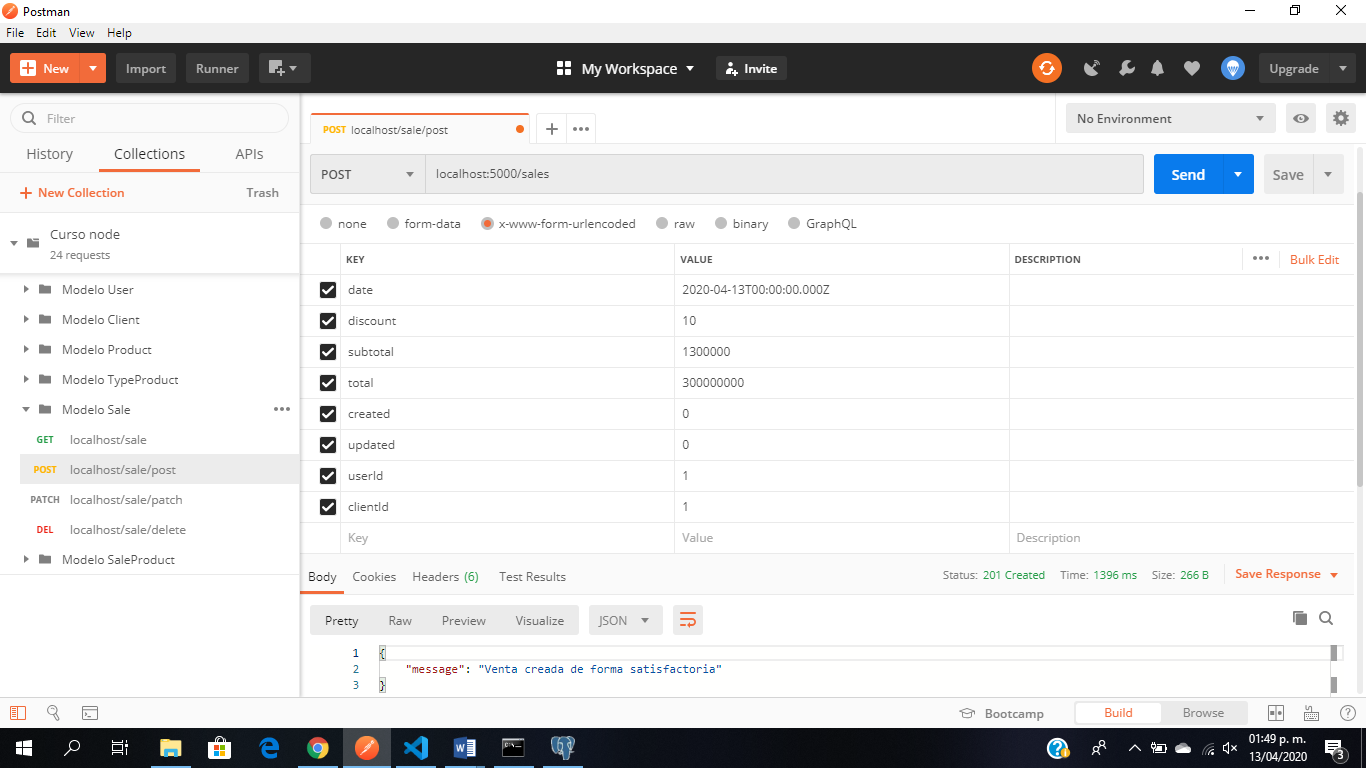 Postman
File Edit View Help
New Import Runner My Workspace Invite Upgrade
Filter
History Collections APIs
New Collection Trash
Curso node
24 requests
Modelo User
Modelo Client
Modelo Product
Modelo TypeProduct
Modelo Sale
GET localhost/sale
POST localhost/sale/post
PATCH localhost/sale/patch
DEL localhost/sale/delete
Modelo SaleProduct
POST localhost/sale/post
No Environment
POST localhost:5000/sales Send Save
none form-data x-www-form-urlencoded raw binary GraphQL
KEY VALUE DESCRIPTION Bulk Edit
date 2020-04-13T00:00:00.000Z
discount 10
subtotal 1300000
total 300000000
created 0
updated 0
userId 1
clientId 1
Key Value Description
Body Cookies Headers (6) Test Results Status: 201 Created Time: 1396 ms Size: 266 B Save Response
Pretty Raw Preview Visualize JSON
1 {
2 "message": "Venta creada de forma satisfactoria"
3 }
Bootcamp Build Browse
01:49 p. m.
13/04/2020
3